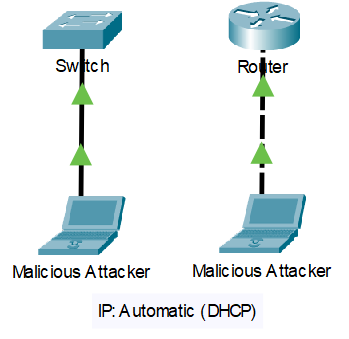 Switch
Router
Malicious Attacker
Malicious Attacker
IP: Automatic (DHCP)